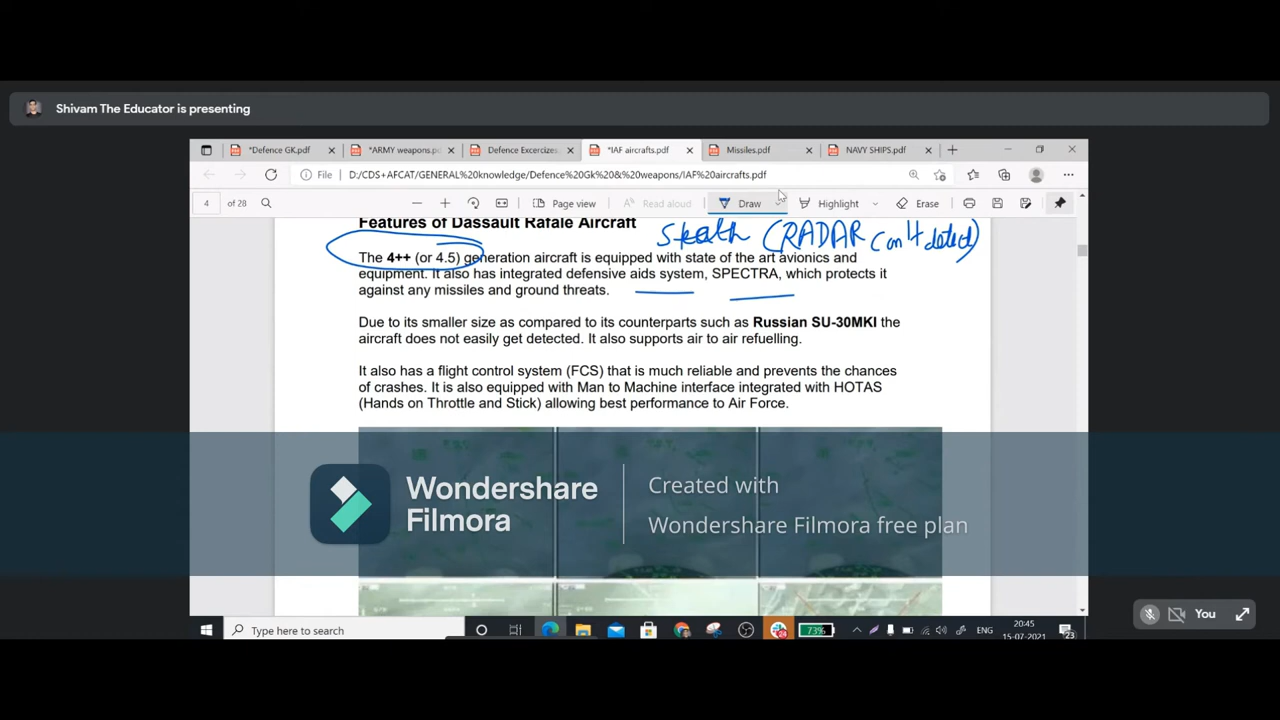 Shivam The Educator is presenting
*Defence GK.pdf
*ARMY weapons.pd
Defence Excercizes
*IAF aircrafts.pdf
Missiles.pdf
NAVY SHIPS.pdf
File
D:/CDS+AFCAT/GENERAL%20knowledge/Defence%20Gk%20&%20weapons/IAF%20aircrafts.pdf
4 of 28
Page view
Read aloud
Draw
Highlight
Erase
Features of Dassault Rafale Aircraft
Stealth (RADAR can't detect)
The 4++ (or 4.5) generation aircraft is equipped with state of the art avionics and
equipment. It also has integrated defensive aids system, SPECTRA, which protects it
against any missiles and ground threats.
Due to its smaller size as compared to its counterparts such as Russian SU-30MKI the
aircraft does not easily get detected. It also supports air to air refuelling.
It also has a flight control system (FCS) that is much reliable and prevents the chances
of crashes. It is also equipped with Man to Machine interface integrated with HOTAS
(Hands on Throttle and Stick) allowing best performance to Air Force.
Wondershare
Filmora
Created with
Wondershare Filmora free plan
You
Type here to search
24
73%
ENG
20:45
15-07-2021
23